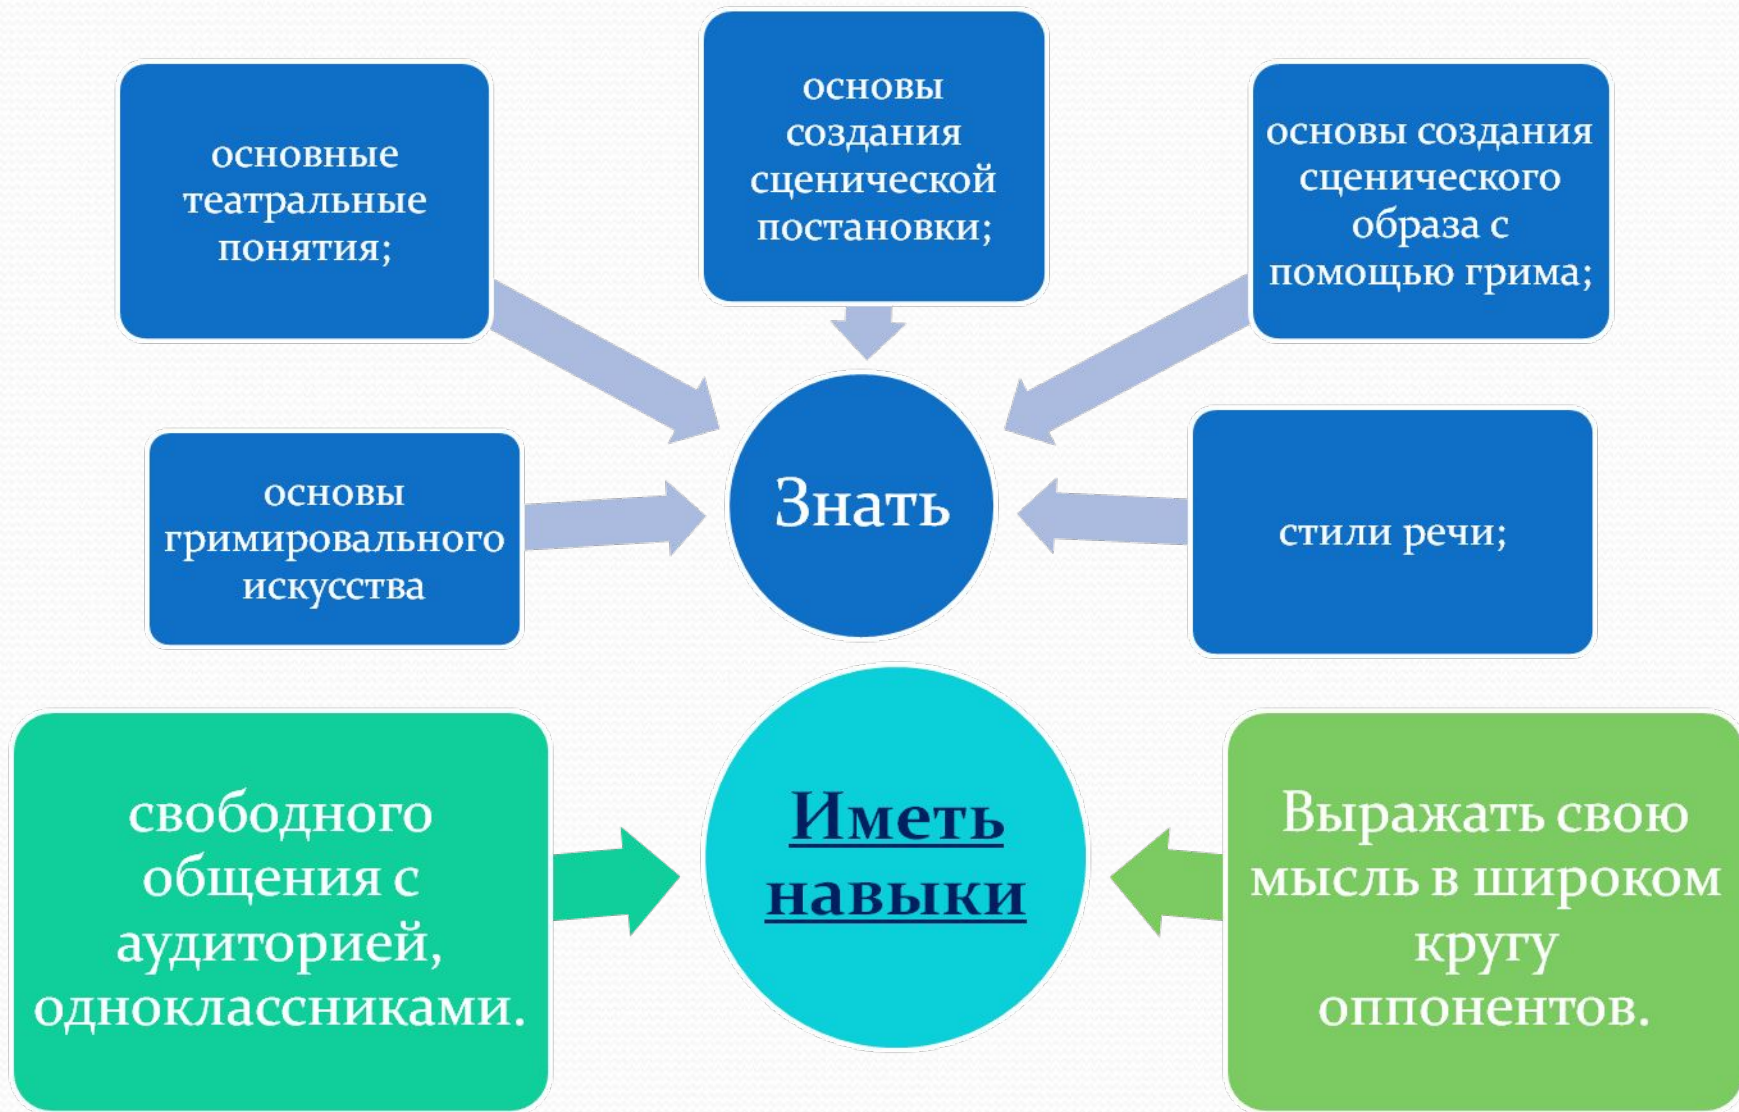 основные
театральные
понятия;
основы
создания
сценической
постановки;
основы создания
сценического
образа с
помощью грима;
основы
гримировального
искусства
Знать
стили речи;
свободного
общения с
аудиторией,
одноклассниками.
Иметь
навыки
Выражать свою
мысль в широком
кругу
оппонентов.